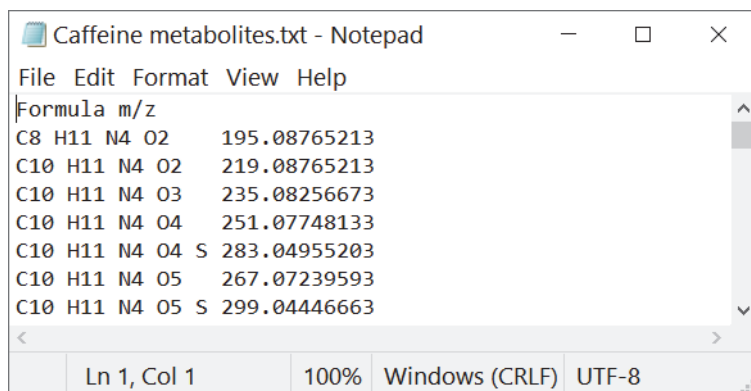 Caffeine metabolites.txt - Notepad
File Edit Format View Help
Formula m/z
C8 H11 N4 O2 195.08765213
C10 H11 N4 O2 219.08765213
C10 H11 N4 O3 235.08256673
C10 H11 N4 O4 251.07748133
C10 H11 N4 O4 S 283.04955203
C10 H11 N4 O5 267.07239593
C10 H11 N4 O5 S 299.04446663
Ln 1, Col 1 100% Windows (CRLF) UTF-8